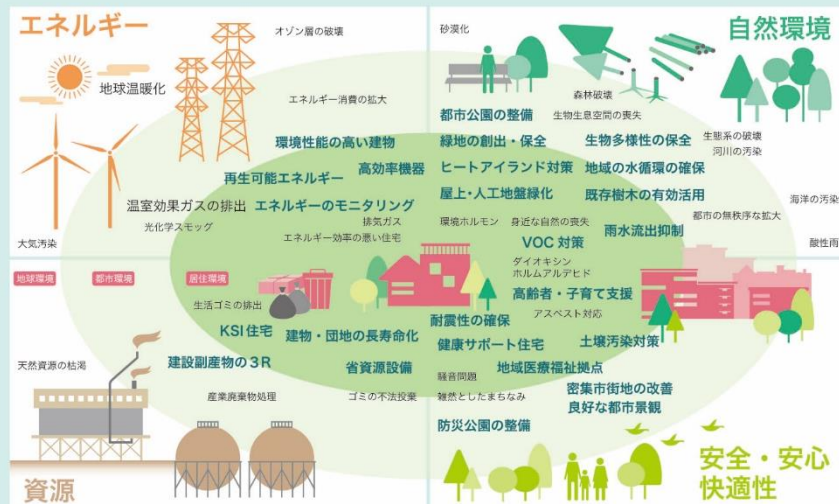 エネルギー
オゾン層の破壊
地球温暖化
エネルギー消費の拡大
環境性能の高い建物
高効率機器
再生可能エネルギー
温室効果ガスの排出
エネルギーのモニタリング
光化学スモッグ
排気ガス
大気汚染
エネルギー効率の悪い住宅
自然環境
砂漠化
森林破壊
都市公園の整備
生物生息空間の喪失
緑地の創出・保全
生物多様性の保全
生態系の破壊
河川の汚染
ヒートアイランド対策
地域の水循環の確保
屋上・人工地盤緑化
既存樹木の有効活用
海洋の汚染
環境ホルモン
身近な自然の喪失
都市の無秩序な拡大
VOC 対策
雨水流出抑制
酸性雨
地球環境
都市環境
居住環境
生活ゴミの排出
KSI 住宅
建物・団地の長寿命化
天然資源の枯渇
建設副産物の3R
省資源設備
産業廃棄物処理
ゴミの不法投棄
資源
ダイオキシン
ホルムアルデヒド
高齢者・子育て支援
アスベスト対応
耐震性の確保
健康サポート住宅
土壌汚染対策
地域医療福祉拠点
騒音問題
雑然としたまちなみ
密集市街地の改善
良好な都市景観
防災公園の整備
安全・安心
快適性